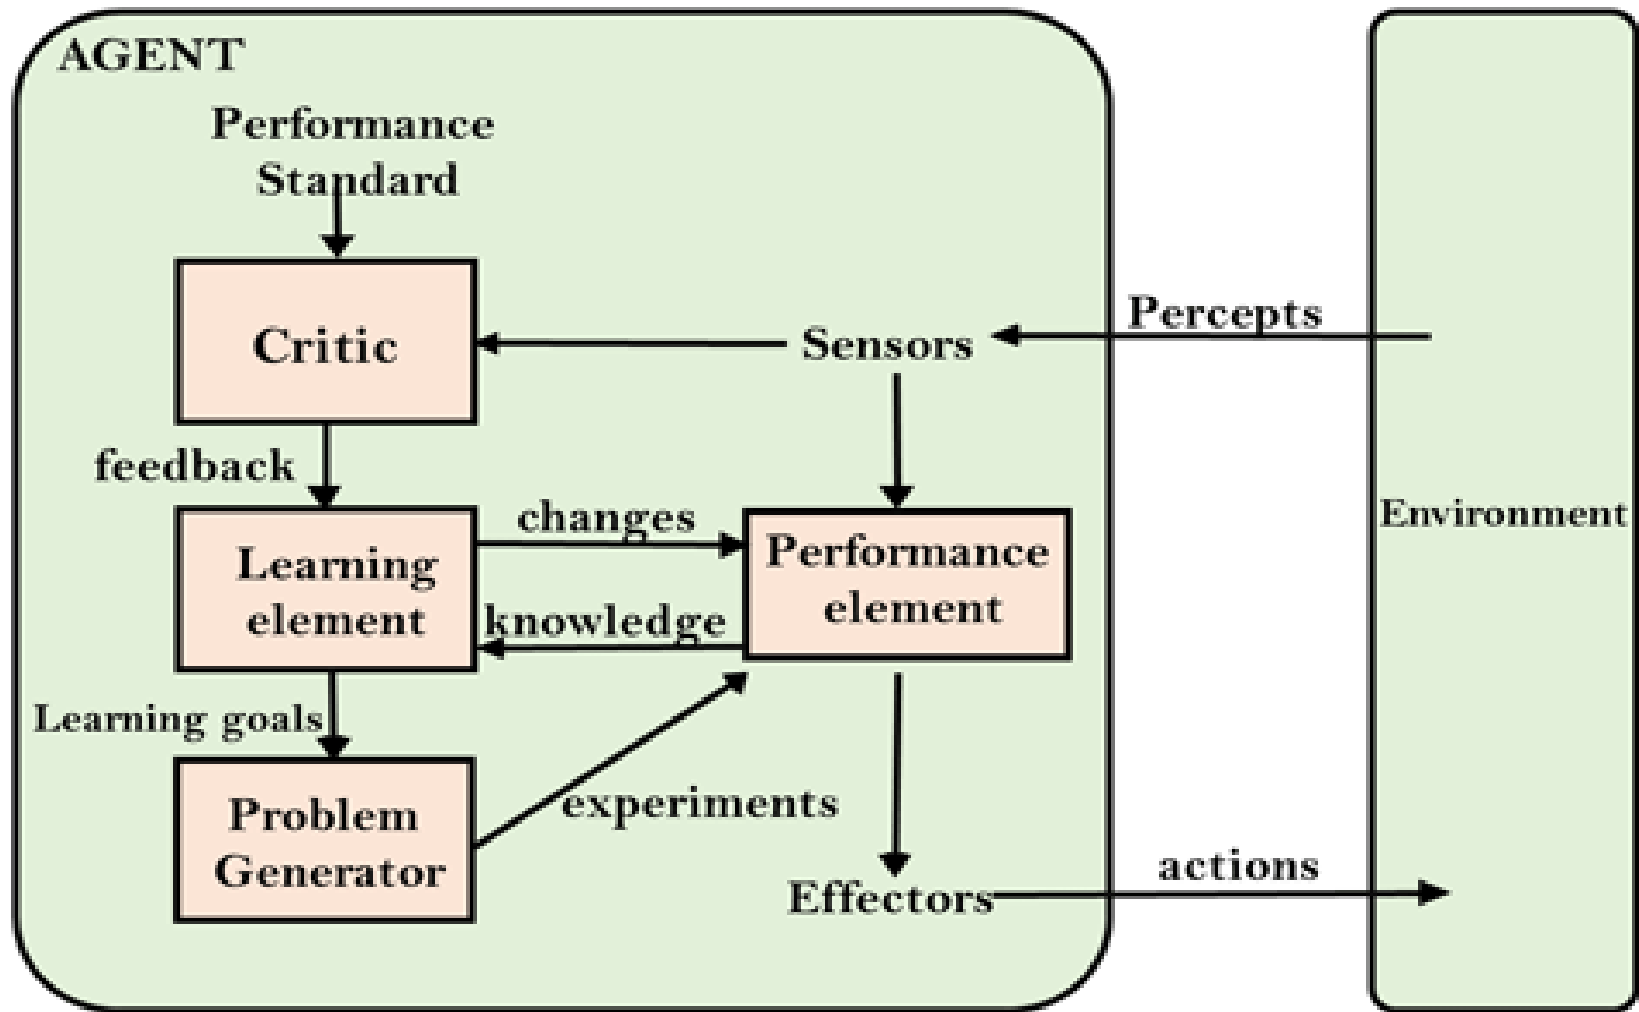 AGENT
Performance
Standard
Critic
Sensors
Percepts
feedback
changes
Environment
Learning
element
Performance
element
knowledge
Learning goals
experiments
Problem
Generator
actions
Effectors